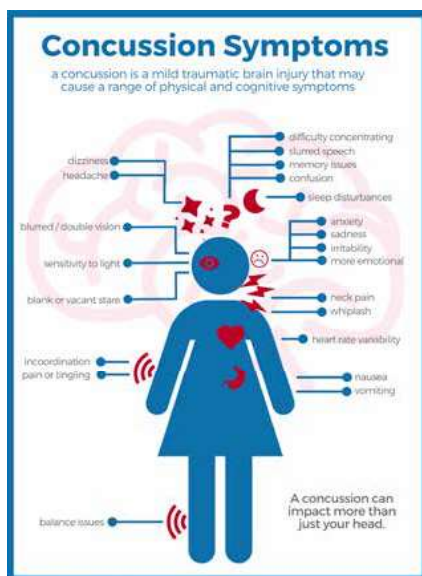 Concussion Symptoms
a concussion is a mild traumatic brain injury that may
cause a range of physical and cognitive symptoms
difficulty concentrating
slurred speech
memory issues
confusion
dizziness
headache
sleep disturbances
blurred / double vision
anxiety
sadness
irritability
more emotional
sensitivity to light
blank or vacant stare
neck pain
whiplash
heart rate variability
incoordination
pain or tingling
nausea
vomiting
A concussion can
impact more than
just your head.
balance issues